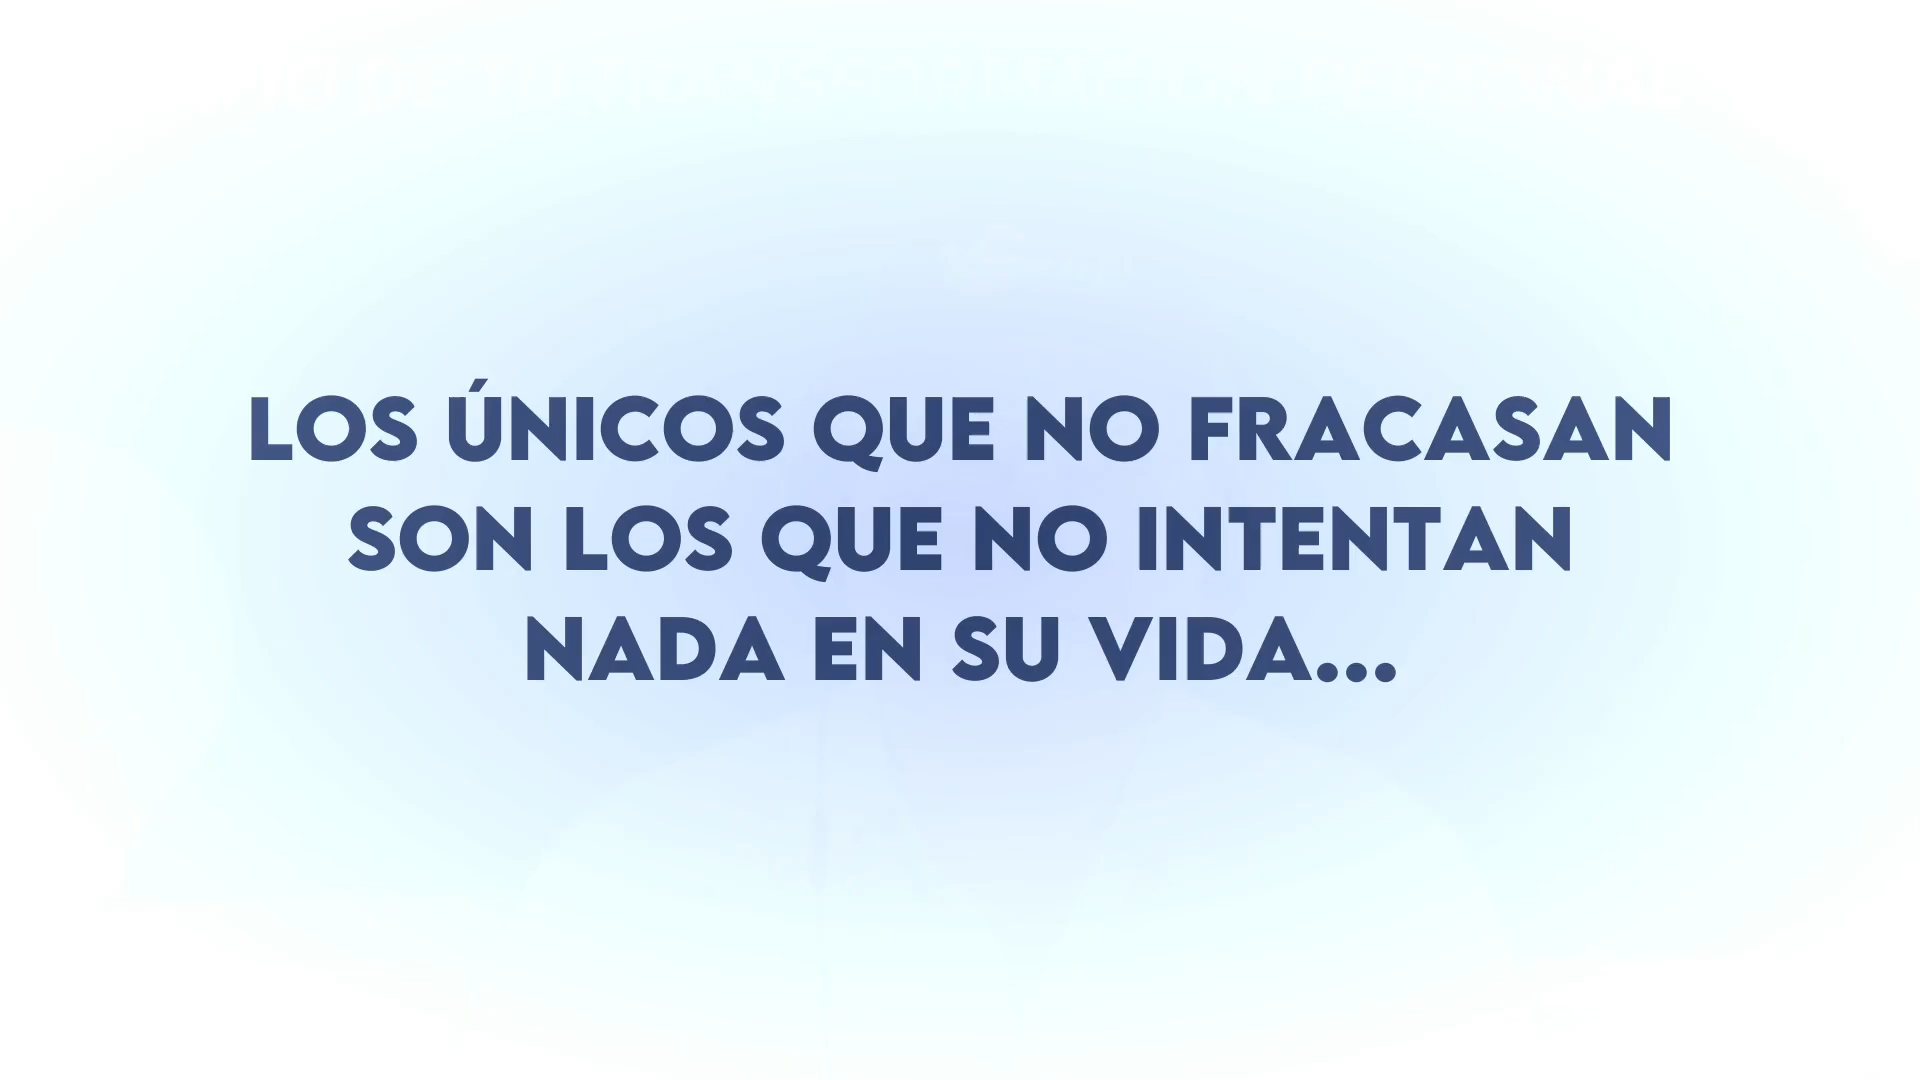 LOS ÚNICOS QUE NO FRACASAN
SON LOS QUE NO INTENTAN
NADA EN SU VIDA...